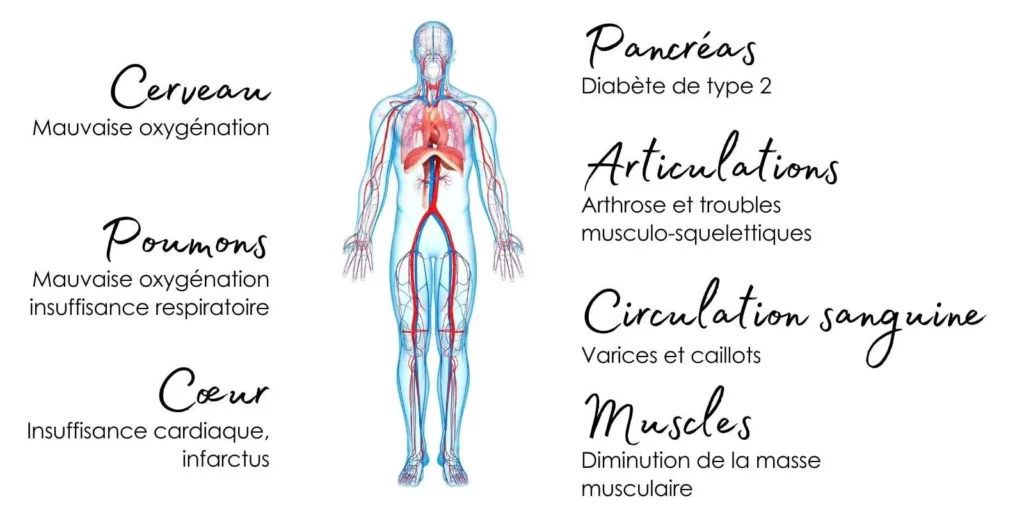 Cerveau
Mauvaise oxygénation
Poumons
Mauvaise oxygénation
insuffisance respiratoire
Cœur
Insuffisance cardiaque,
infarctus
Pancréas
Diabète de type 2
Articulations
Arthrose et troubles
musculo-squelettiques
Circulation sanguine
Varices et caillots
Muscles
Diminution de la masse
musculaire